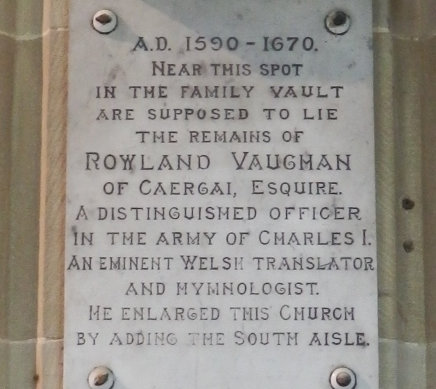 A.D. 1590 - 1670.
NEAR THIS SPOT
IN THE FAMILY VAULT
ARE SUPPOSED TO LIE
THE REMAINS OF
ROWLAND VAUGHAN
OF CAERGAI, ESQUIRE.
A DISTINGUISHED OFFICER
IN THE ARMY OF CHARLES I.
AN EMINENT WELSH TRANSLATOR
AND HYMNOLOGIST.
HE ENLARGED THIS CHURCH
BY ADDING THE SOUTH AISLE.